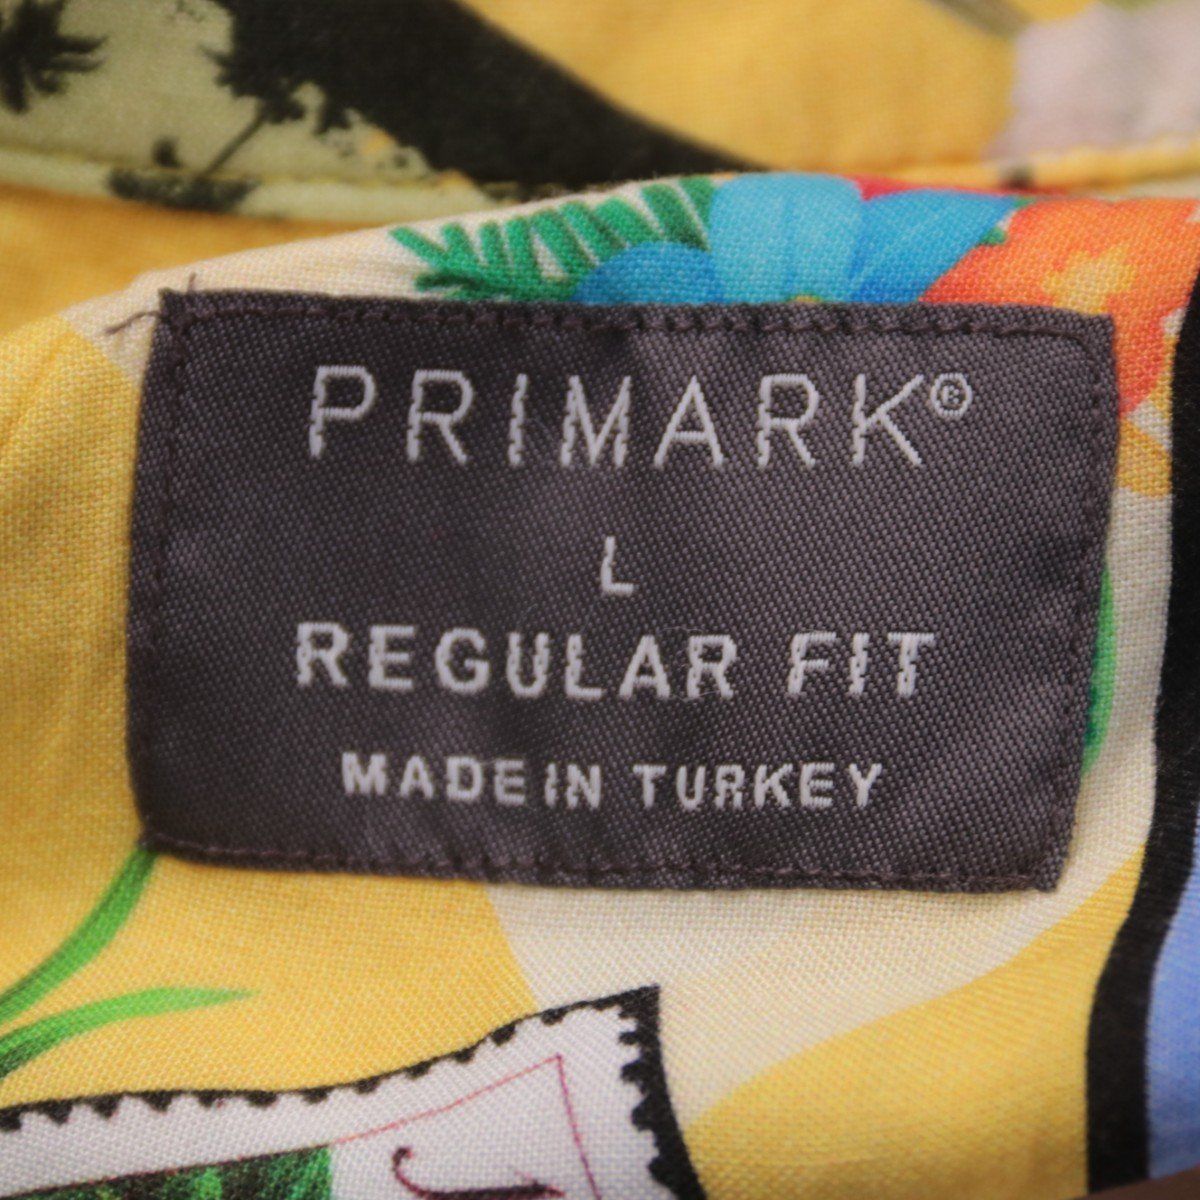 PRIMARK®
L
REGULAR FIT
MADE IN TURKEY